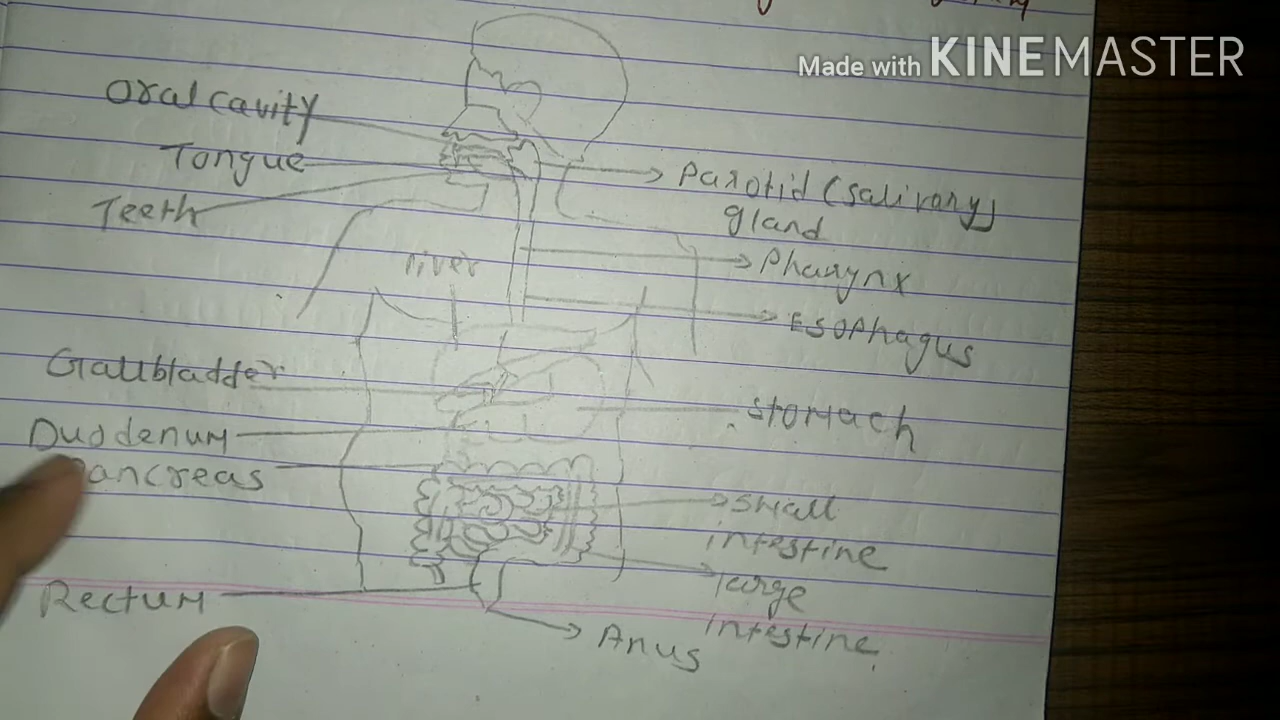 Made with KINEMASTER
Oral cavity
Tongue
Teeth
Parotid (Salivary)
gland
liver
Pharynx
Esophagus
Gallbladder
Stomach
Duodenum
Pancreas
Small
intestine
Rectum
large
intestine
Anus